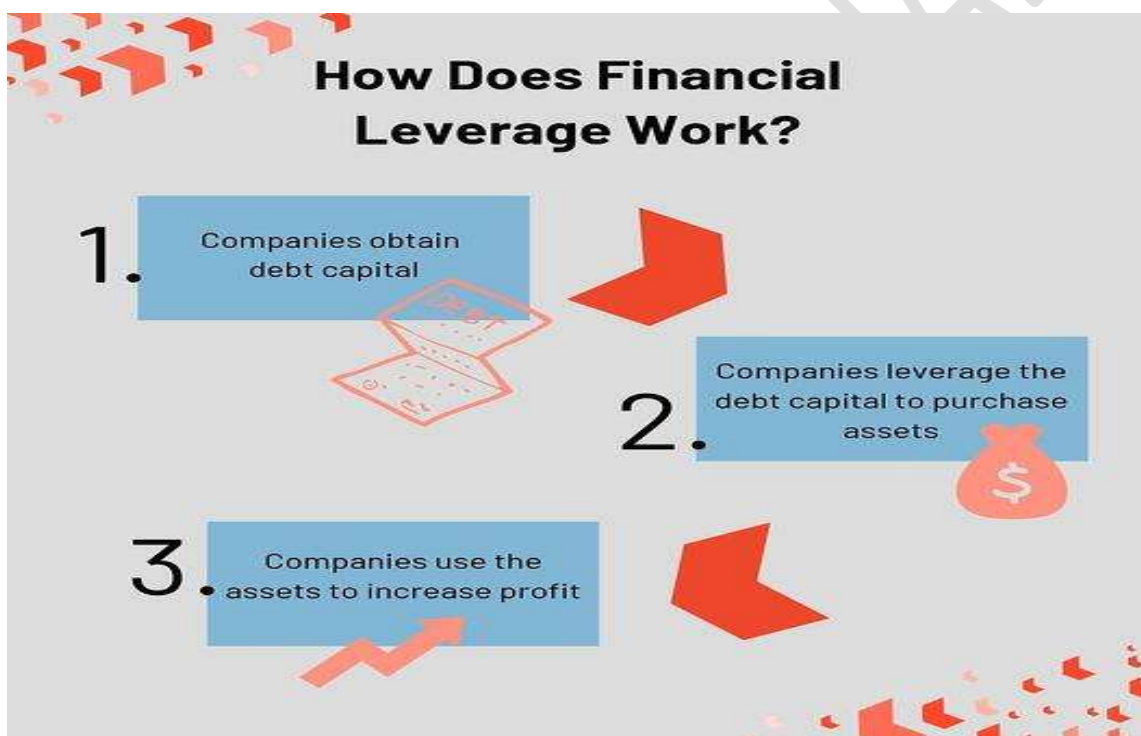 How Does Financial
Leverage Work?
1.
Companies obtain
debt capital
DEBT
2.
Companies leverage the
debt capital to purchase
assets
$
3.
Companies use the
assets to increase profit